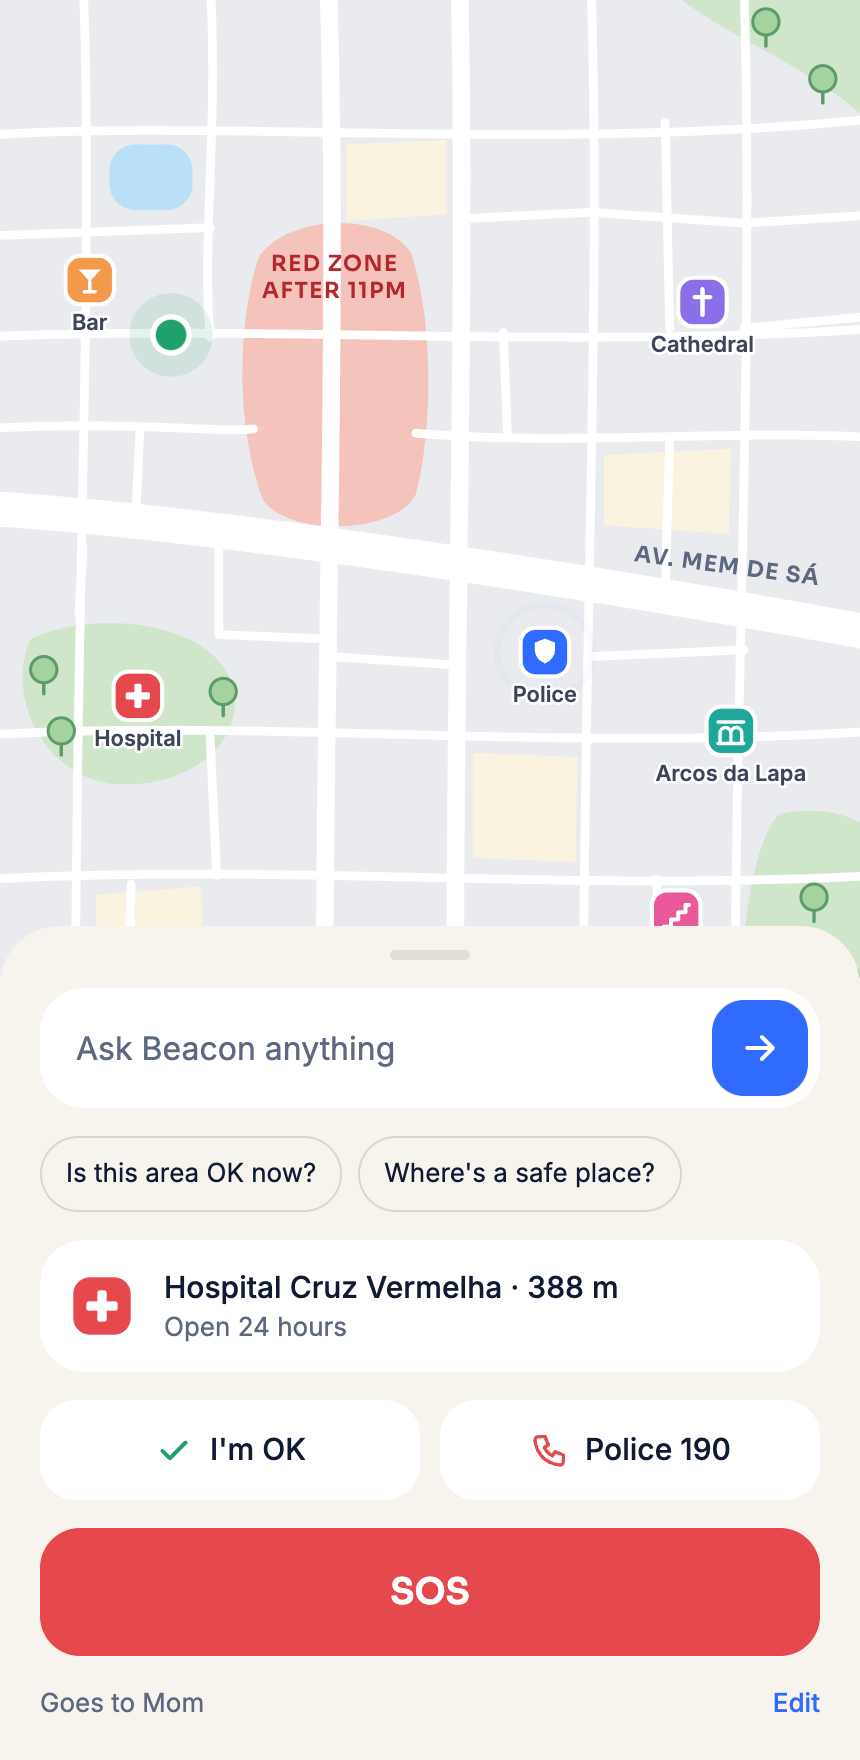 RED ZONE
AFTER 11PM
Bar
Cathedral
AV. MEM DE SÁ
Police
Hospital
Arcos da Lapa
Ask Beacon anything
Is this area OK now?
Where's a safe place?
Hospital Cruz Vermelha · 388 m
Open 24 hours
I'm OK
Police 190
SOS
Goes to Mom
Edit